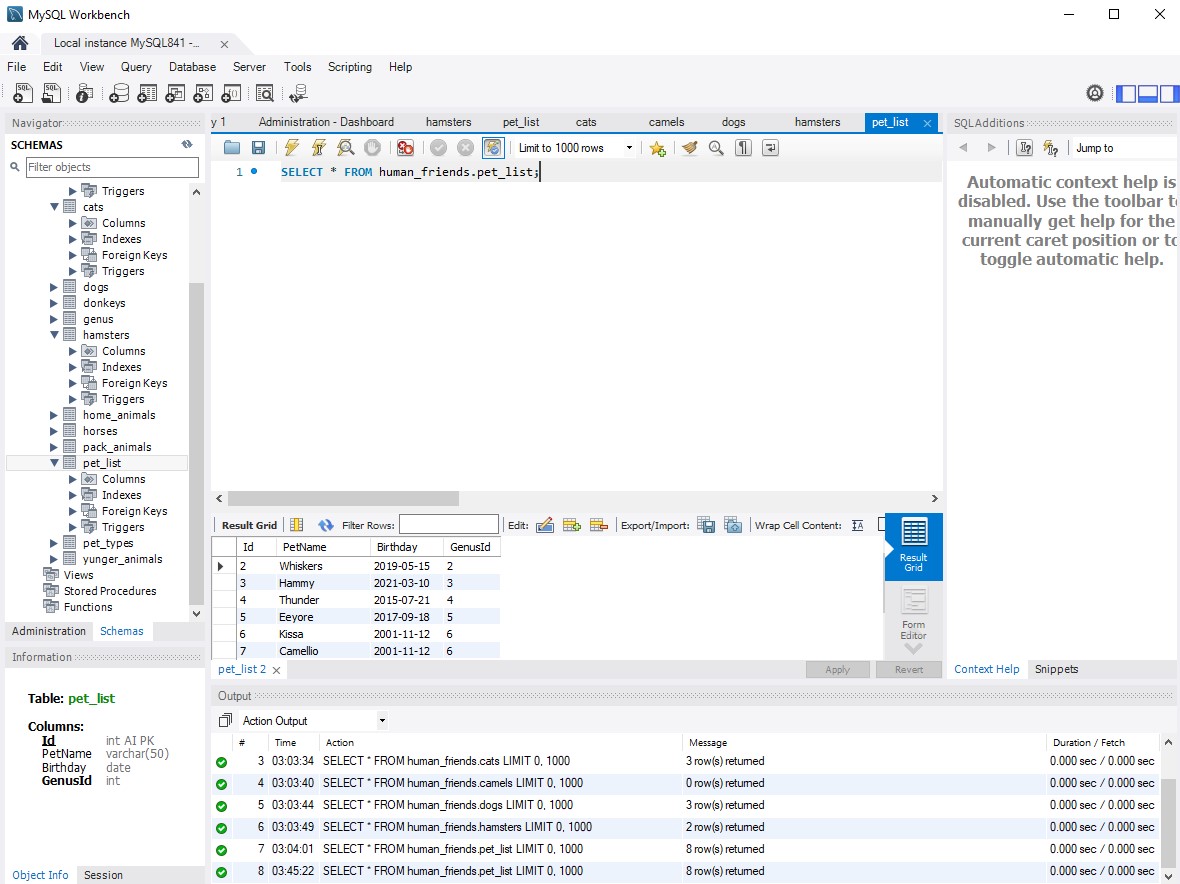 MySQL Workbench
Local instance MySQL841 -...
File Edit View Query Database Server Tools Scripting Help
Navigator
SCHEMAS
Filter objects
Triggers
cats
Columns
Indexes
Foreign Keys
Triggers
dogs
donkeys
genus
hamsters
Columns
Indexes
Foreign Keys
Triggers
home_animals
horses
pack_animals
pet_list
Columns
Indexes
Foreign Keys
Triggers
pet_types
yunger_animals
Views
Stored Procedures
Functions
Administration Schemas
Information
Table: pet_list
Columns:
Id int AI PK
PetName varchar(50)
Birthday date
GenusId int
Object Info Session
y 1 Administration - Dashboard hamsters pet_list cats camels dogs hamsters pet_list
Limit to 1000 rows
1 SELECT * FROM human_friends.pet_list;
Result Grid Filter Rows: Edit: Export/Import: Wrap Cell Content:
Id PetName Birthday GenusId
2 Whiskers 2019-05-15 2
3 Hammy 2021-03-10 3
4 Thunder 2015-07-21 4
5 Eeyore 2017-09-18 5
6 Kissa 2001-11-12 6
7 Camellio 2001-11-12 6
Result
Grid
Form
Editor
pet_list 2 Apply Revert
SQLAdditions
Jump to
Automatic context help is
disabled. Use the toolbar to
manually get help for the
current caret position or to
toggle automatic help.
Context Help Snippets
Output
Action Output
# Time Action Message Duration / Fetch
3 03:03:34 SELECT * FROM human_friends.cats LIMIT 0, 1000 3 row(s) returned 0.000 sec / 0.000 sec
4 03:03:40 SELECT * FROM human_friends.camels LIMIT 0, 1000 0 row(s) returned 0.000 sec / 0.000 sec
5 03:03:44 SELECT * FROM human_friends.dogs LIMIT 0, 1000 3 row(s) returned 0.000 sec / 0.000 sec
6 03:03:49 SELECT * FROM human_friends.hamsters LIMIT 0, 1000 2 row(s) returned 0.000 sec / 0.000 sec
7 03:04:01 SELECT * FROM human_friends.pet_list LIMIT 0, 1000 8 row(s) returned 0.000 sec / 0.000 sec
8 03:45:22 SELECT * FROM human_friends.pet_list LIMIT 0, 1000 8 row(s) returned 0.000 sec / 0.000 sec